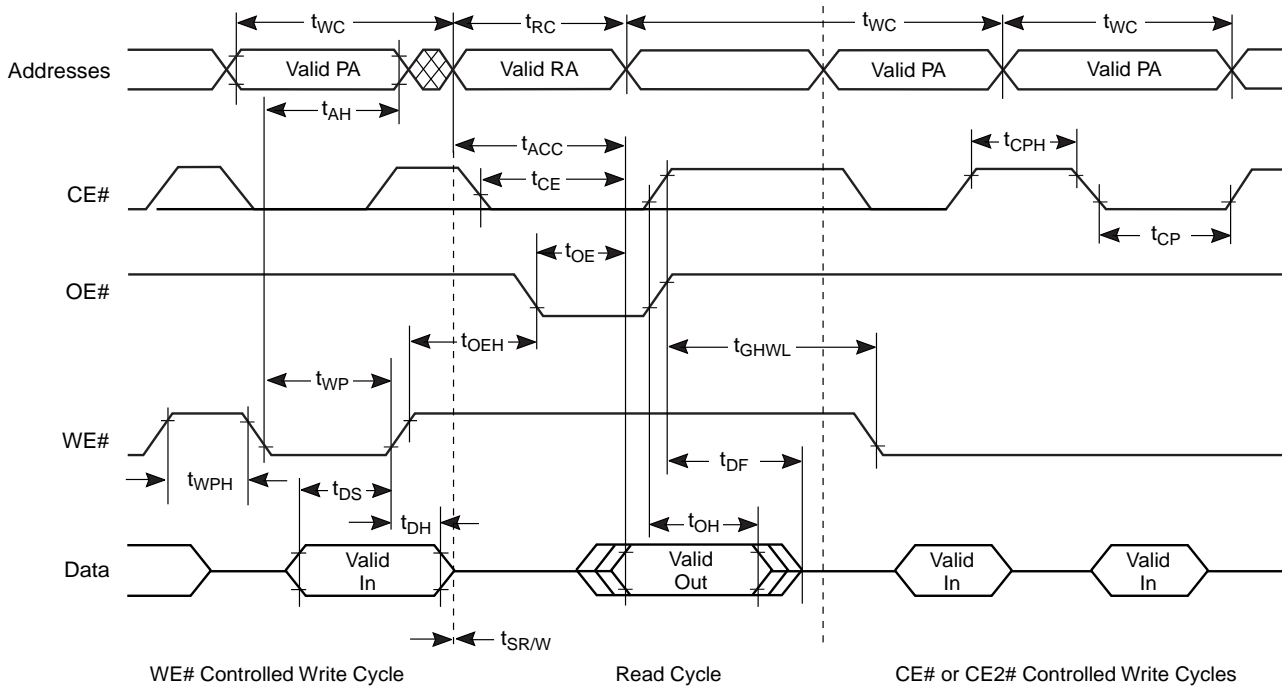 tWC
tRC
tWC
tWC
Addresses
Valid PA
Valid RA
Valid PA
Valid PA
tAH
tACC
tCPH
tCE
CE#
tCP
tOE
OE#
tOEH
tGHWL
tWP
WE#
tDF
tWPH
tDS
tDH
tOH
Data
Valid
In
Valid
Out
Valid
In
Valid
In
tSR/W
WE# Controlled Write Cycle
Read Cycle
CE# or CE2# Controlled Write Cycles